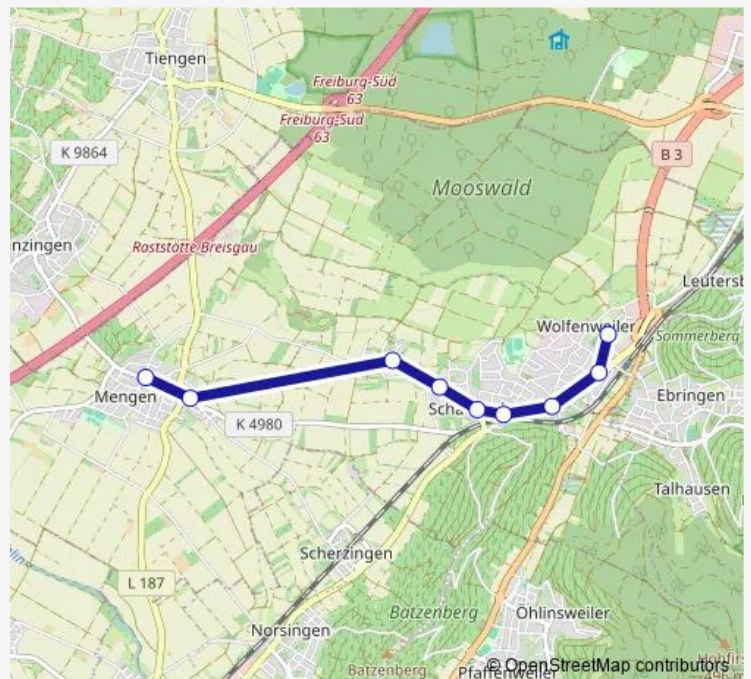 Tiengen
Freiburg-Süd
63
Freiburg-Süd
63
K 9864
B 3
Mooswald
nzingen
Raststätte Breisgau
Leutersb
Wolfenweiler
Sommerberg
Mengen
Scha
Ebringen
K 4980
Talhausen
Scherzingen
L 187
Batzenberg
Öhlinsweiler
Norsingen
Batzenberg
Pfaffenweiler
© OpenStreetMap contributors